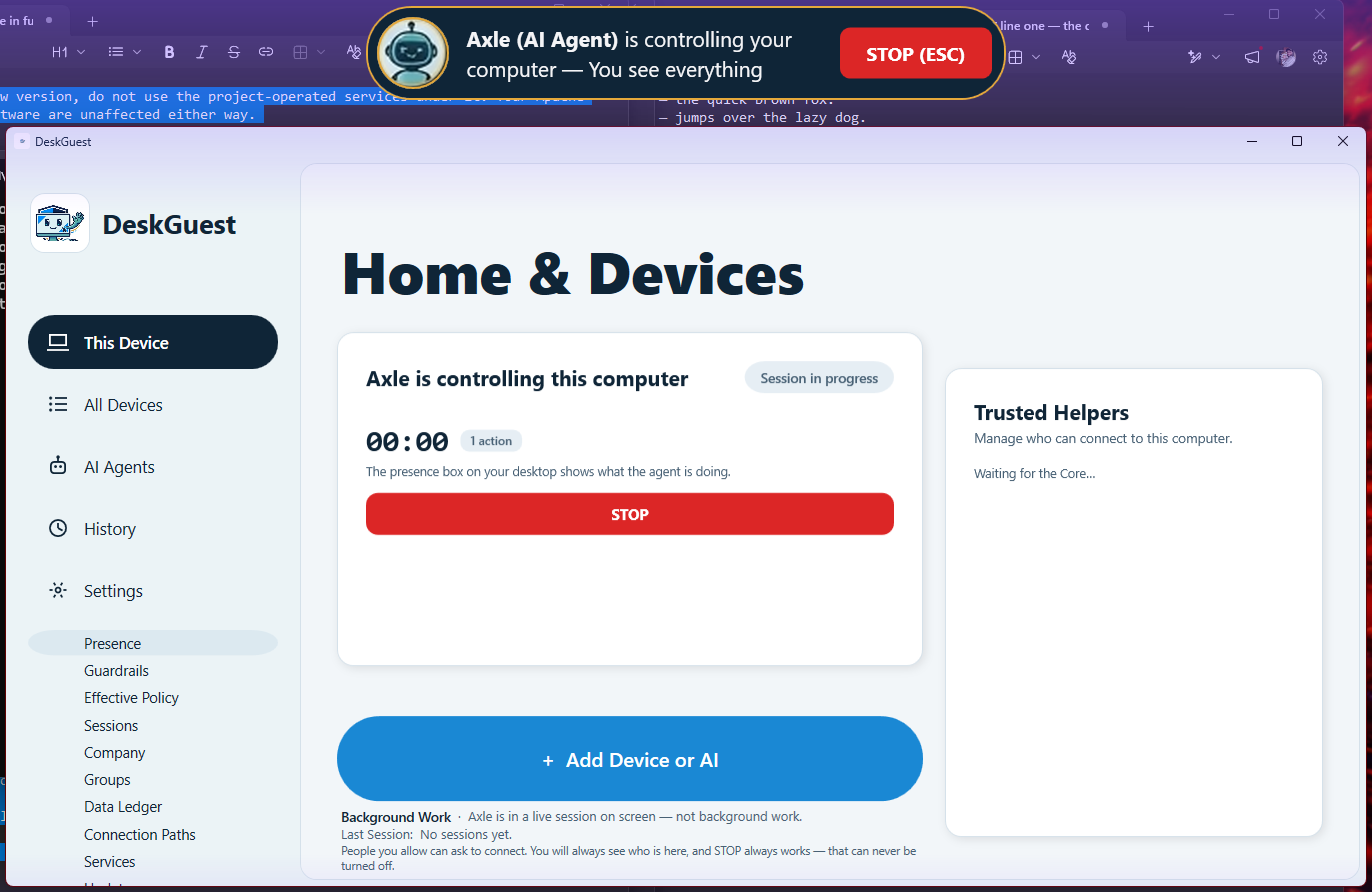 e in fu
H1
Axle (AI Agent) is controlling your
computer — You see everything
STOP (ESC)
line one — the
w version, do not use the project-operated services
tware are unaffected either way.
— the quick brown fox.
— jumps over the lazy dog.
DeskGuest
DeskGuest
This Device
All Devices
AI Agents
History
Settings
Presence
Guardrails
Effective Policy
Sessions
Company
Groups
Data Ledger
Connection Paths
Services
Home & Devices
Axle is controlling this computer
Session in progress
00:00
1 action
The presence box on your desktop shows what the agent is doing.
STOP
+ Add Device or AI
Background Work · Axle is in a live session on screen — not background work.
Last Session: No sessions yet.
People you allow can ask to connect. You will always see who is here, and STOP always works — that can never be
turned off.
Trusted Helpers
Manage who can connect to this computer.
Waiting for the Core...